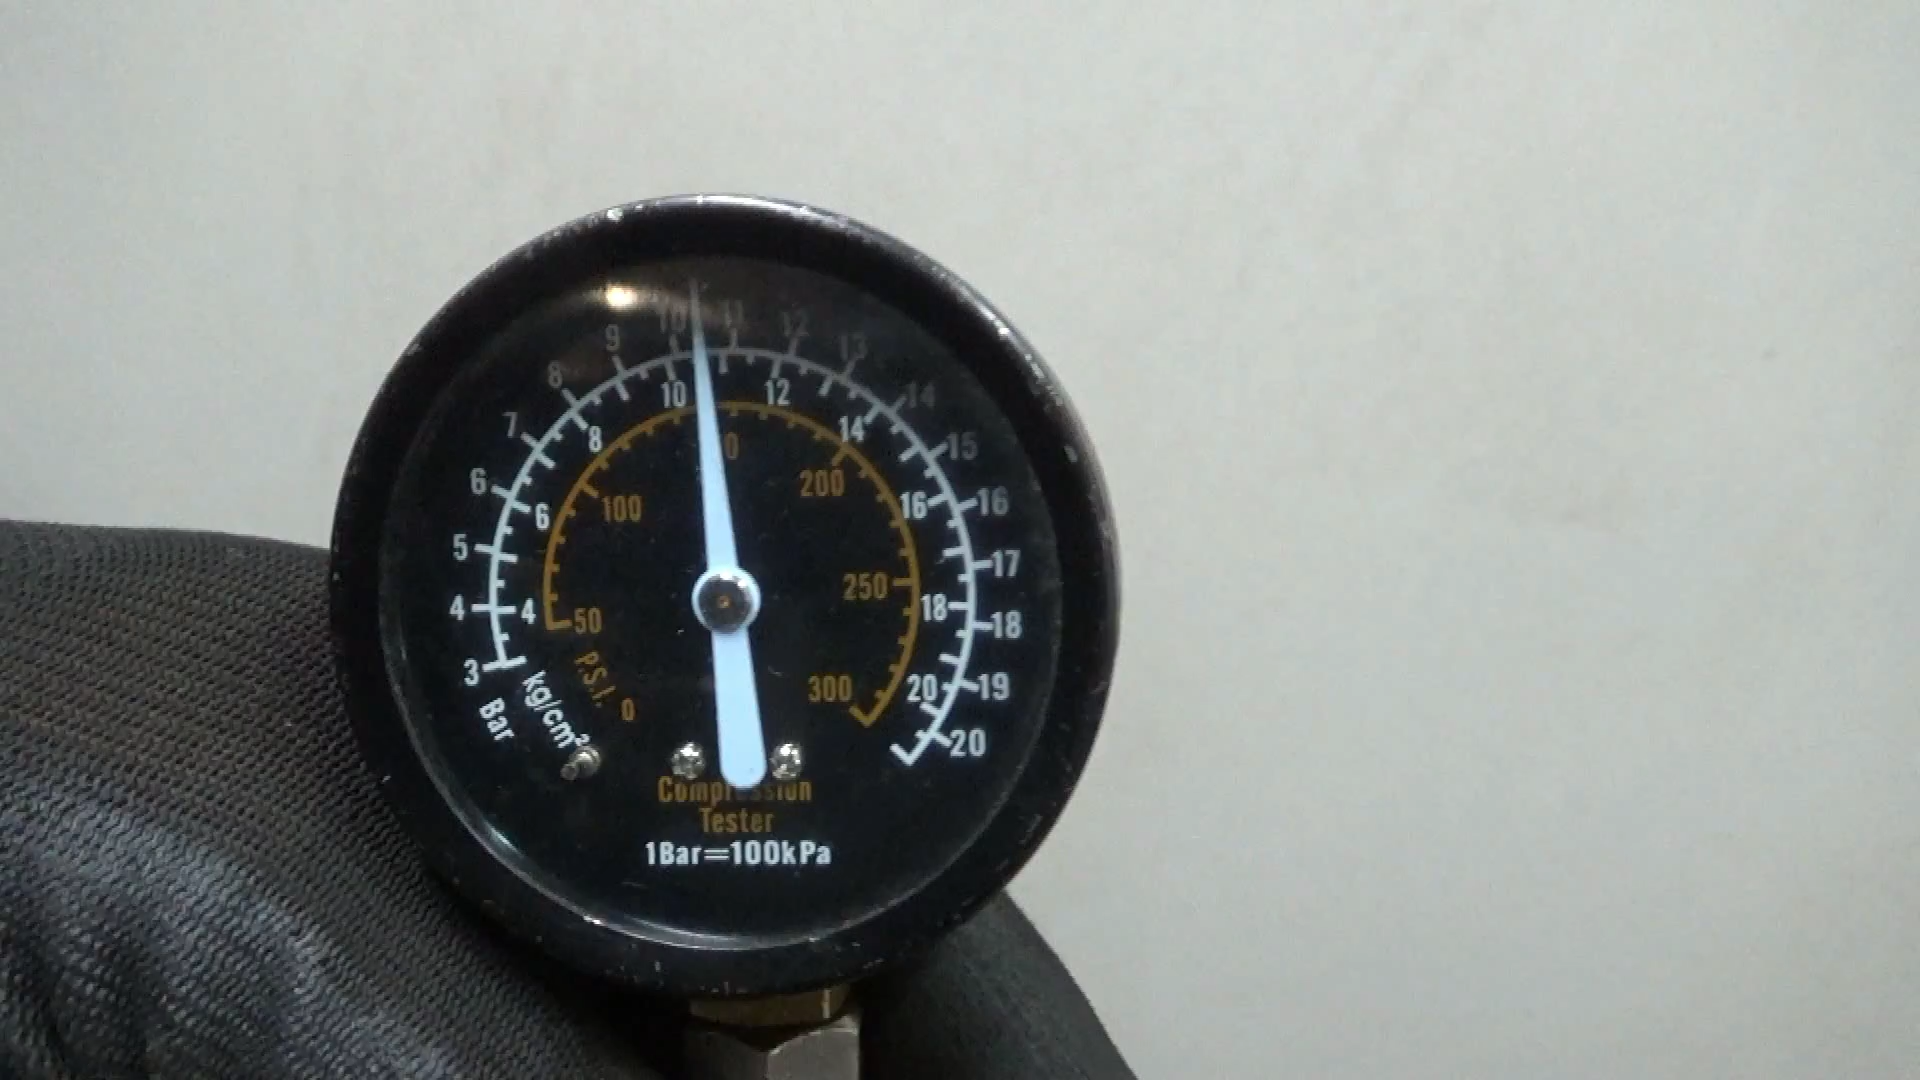 3 4 5 6 7 8 9 10 11 12 13 14 15 16 17 18 19 20
Bar
4 6 8 10 12 14 16 18 20
kg/cm²
0 50 100 0 200 250 300
P.S.I.
Tester
1Bar=100kPa